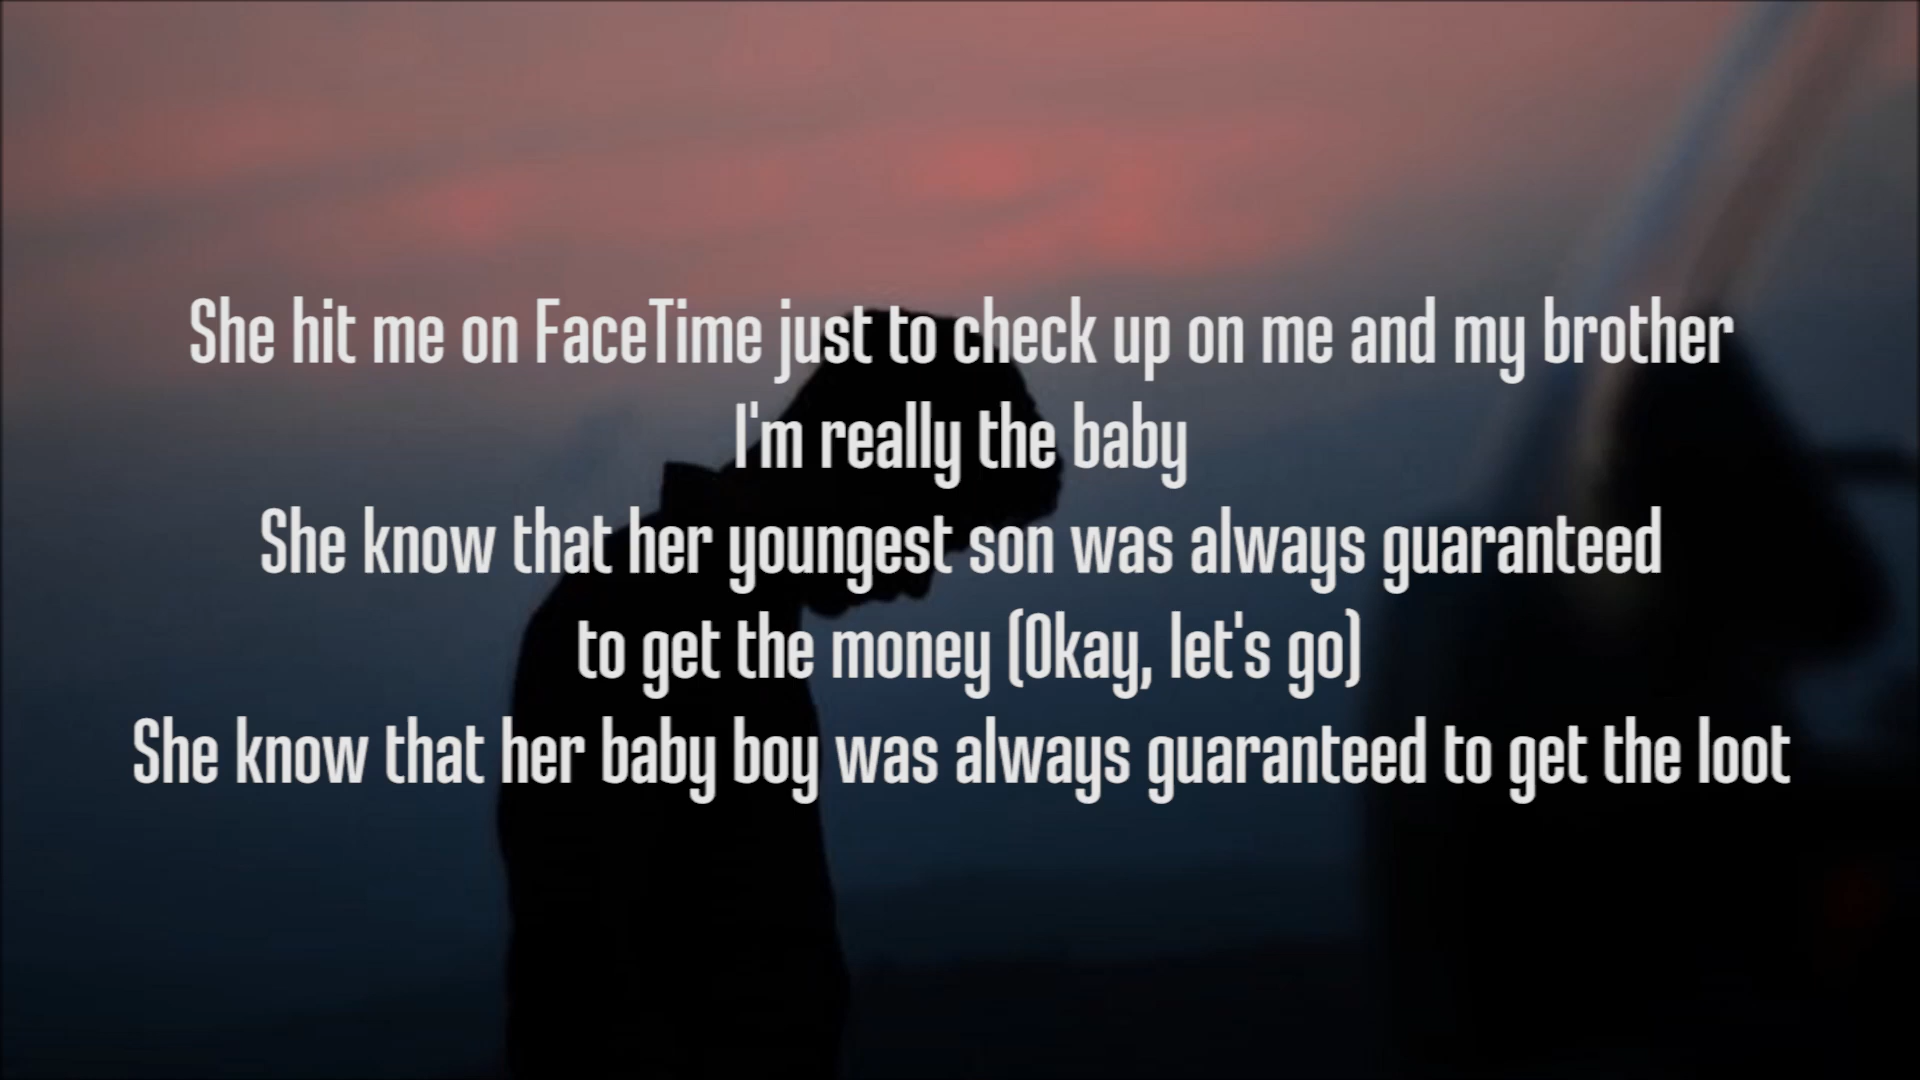 She hit me on FaceTime just to check up on me and my brother
I'm really the baby
She know that her youngest son was always guaranteed
to get the money (Okay, let's go)
She know that her baby boy was always guaranteed to get the loot